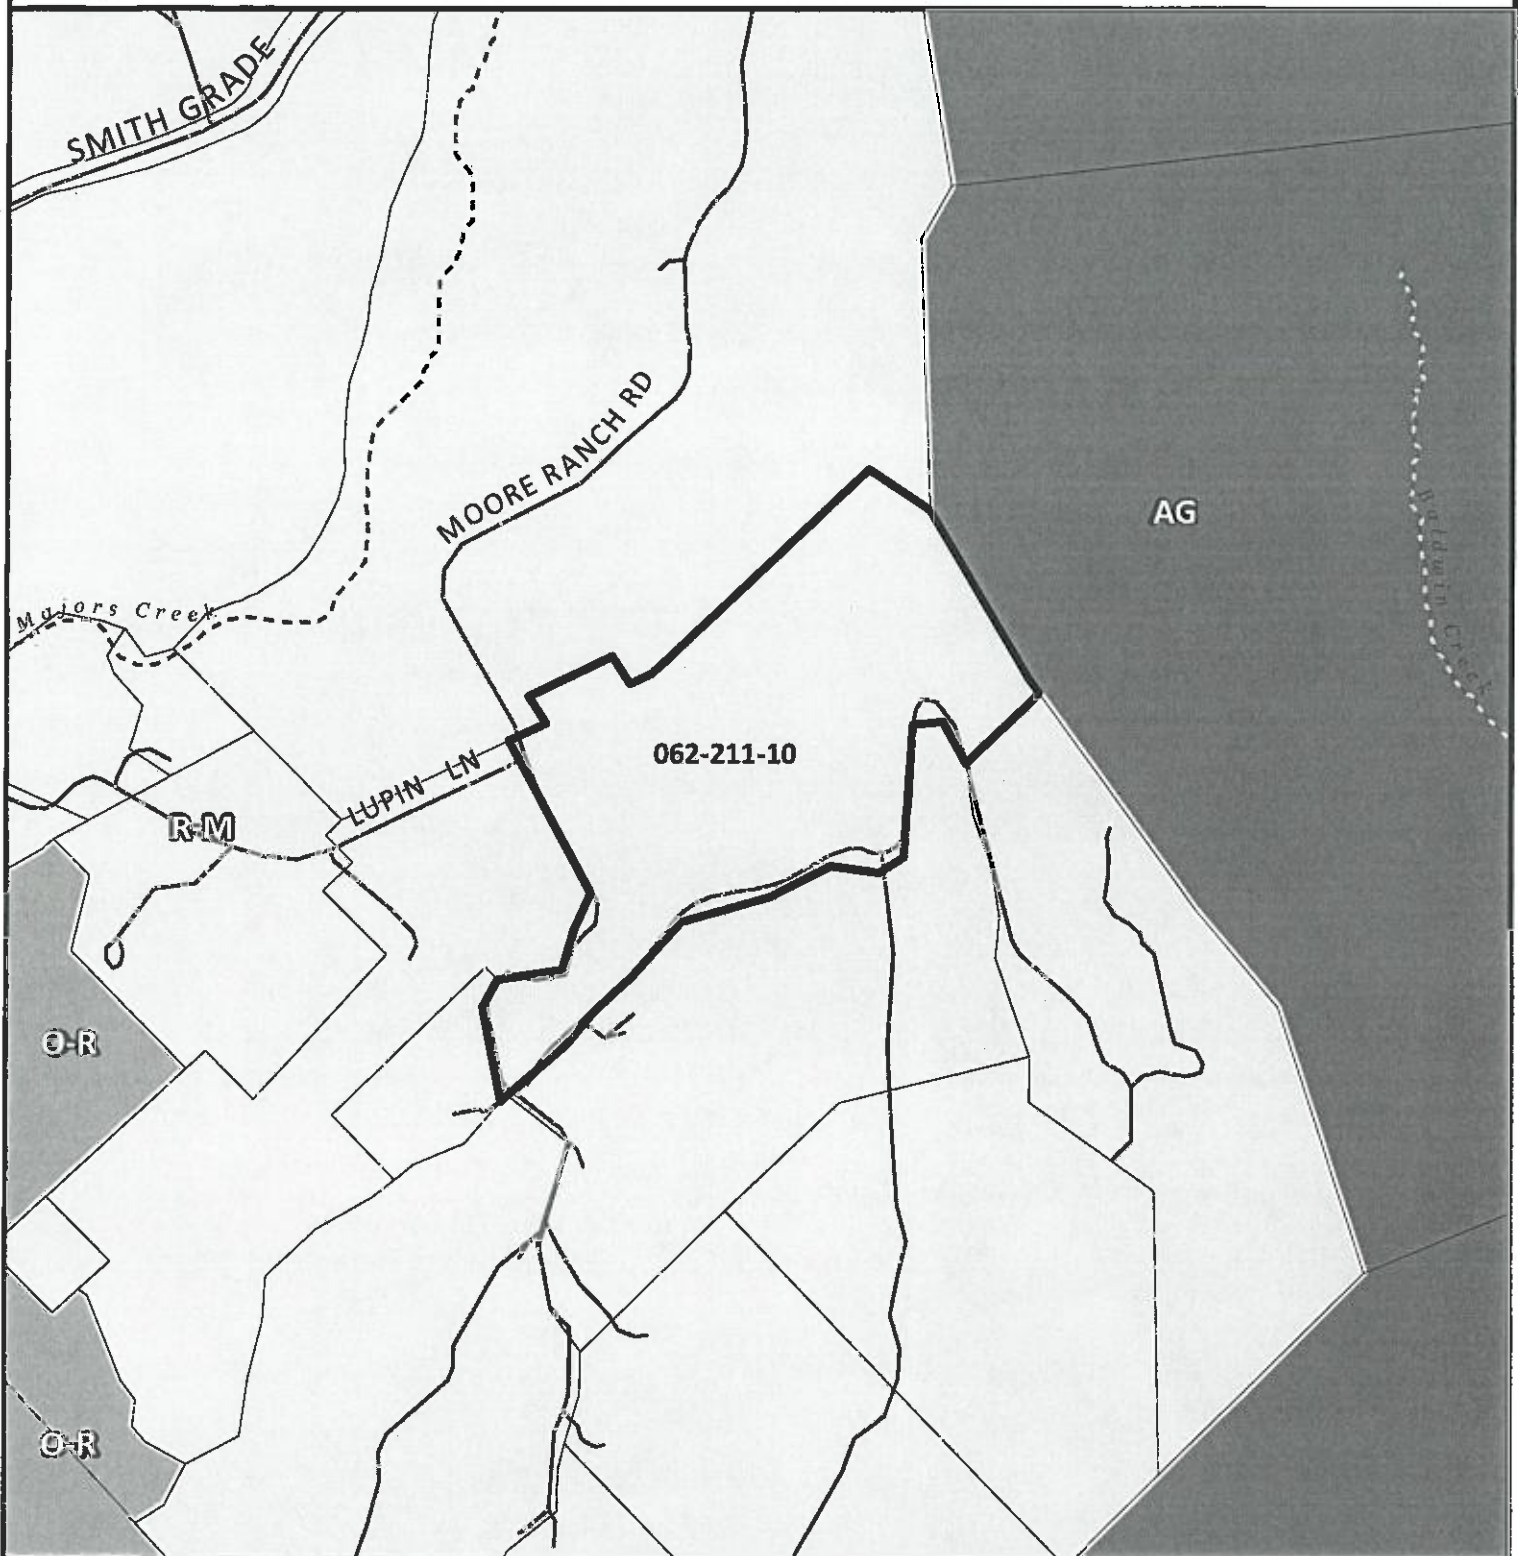 SMITH GRADE
MOORE RANCH RD
AG
Baldwin Creek
Majors Creek
062-211-10
LUPIN LN
R-M
O-R
O-R